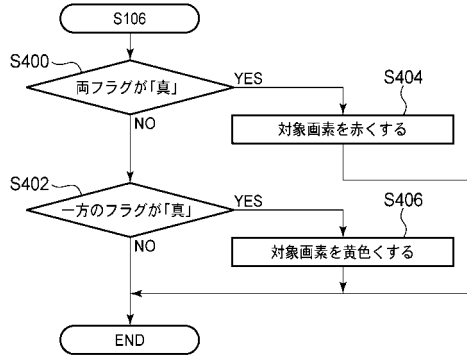 S106
S400
両フラグが「真」
YES
S404
対象画素を赤くする
NO
S402
一方のフラグが「真」
YES
S406
対象画素を黄色くする
NO
END